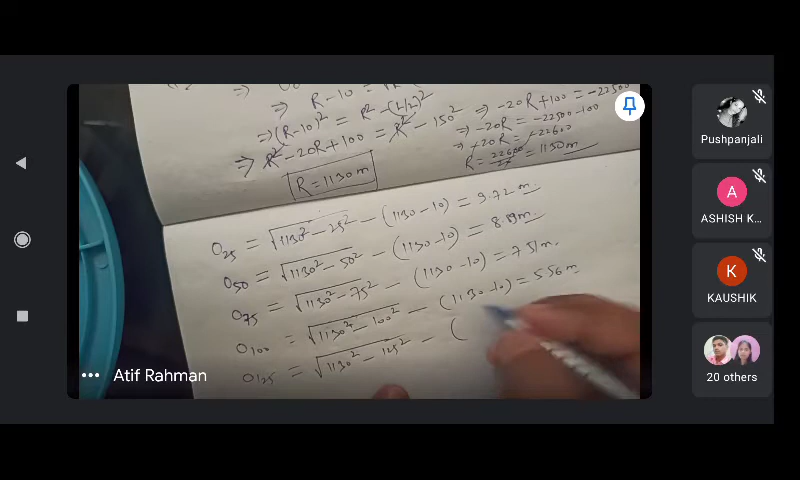 ⇒ R-10 =
⇒ (R-10)² = R² - (L/2)²
⇒ R² - 20R + 100 = R² - 150²
⇒ -20R + 100 = -22500
⇒ -20R = -22500 - 100
⇒ -20R = -22600
R = 22600 = 1130m
R = 1130m
O25 = √1130² - 25² - (1130 - 10) = 9.72 m.
O50 = √1130² - 50² - (1130 - 10) = 8.89 m.
O75 = √1130² - 75² - (1130 - 10) = 7.51 m.
O100 = √1130² - 100² - (1130 - 10) = 5.56 m
O125 = √1130² - 125² - (
••• Atif Rahman
Pushpanjali
A
ASHISH K...
K
KAUSHIK
20 others